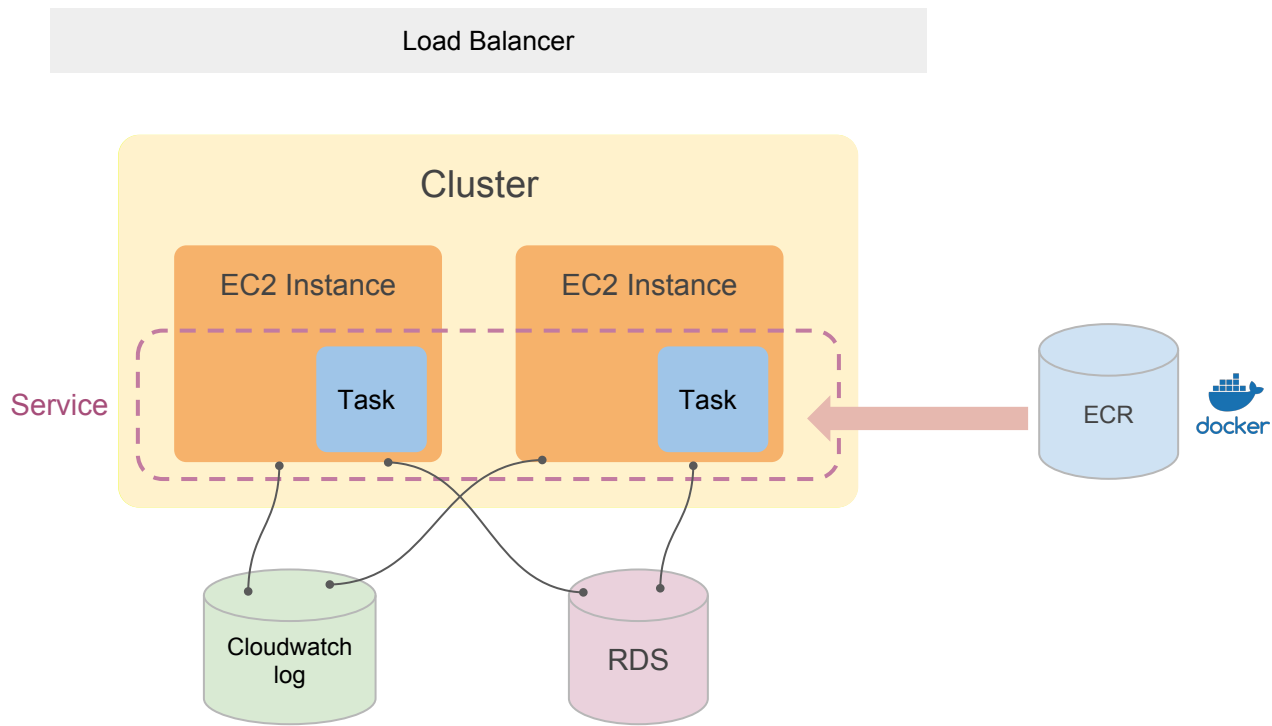 Load Balancer
Cluster
EC2 Instance
EC2 Instance
Service
Task
Task
ECR
docker
Cloudwatch
log
RDS